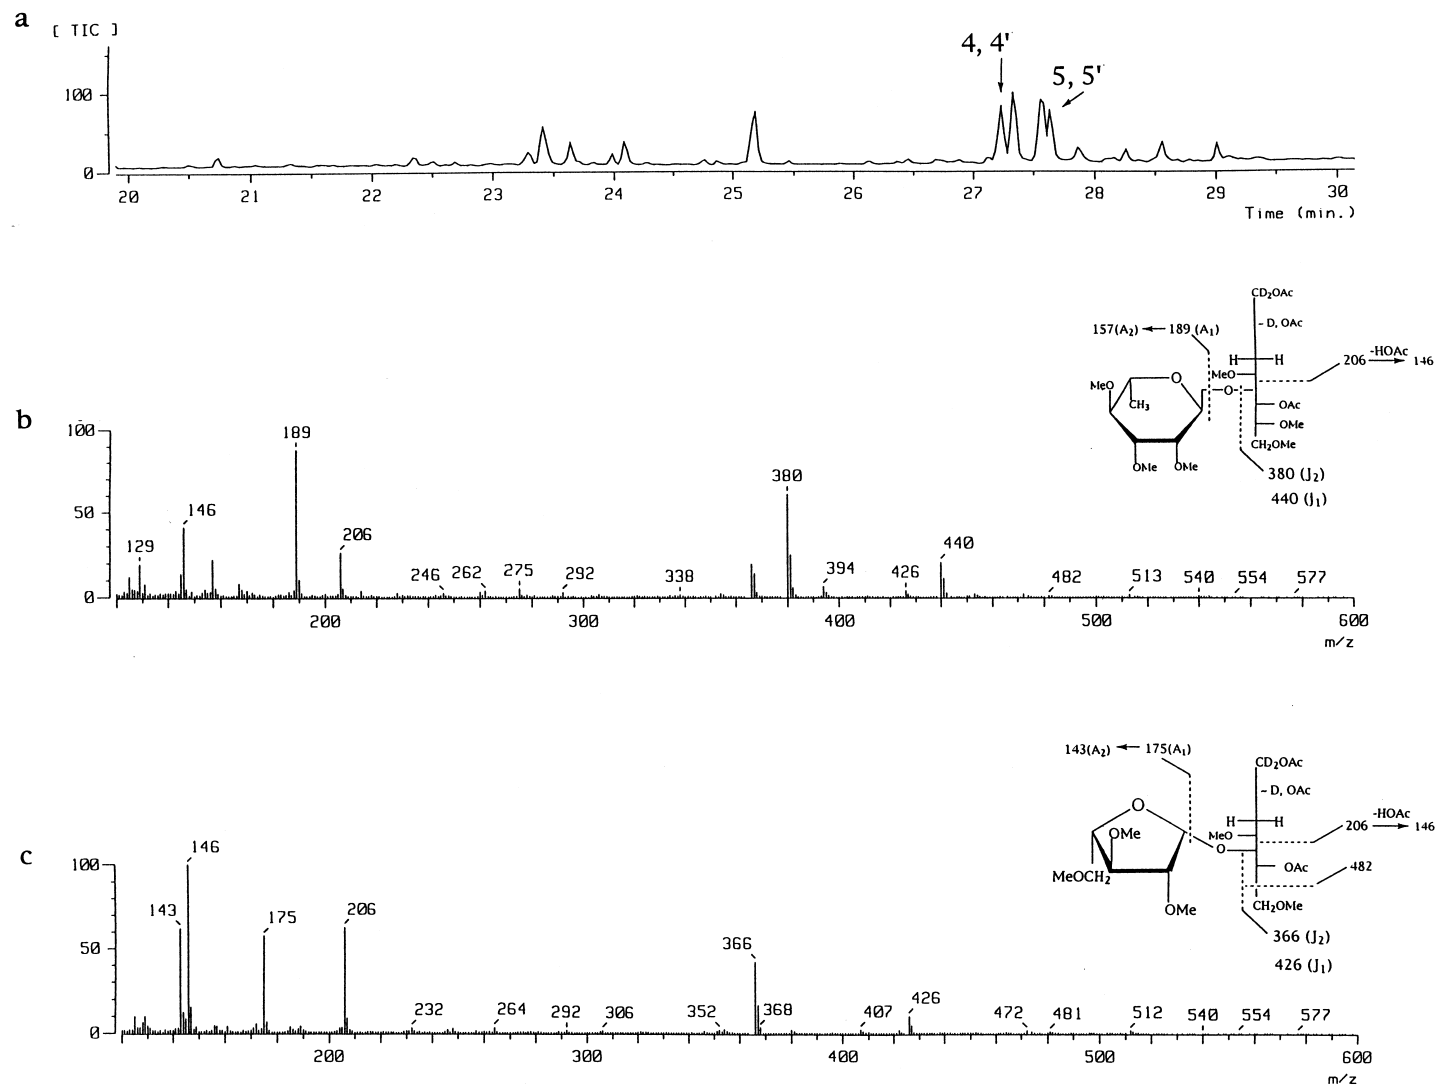 a
[ TIC ]
4, 4'
5, 5'
100
0
20 21 22 23 24 25 26 27 28 29 30
Time (min.)
b
100
50
0
129
146
189
206
246
262
275
292
338
380
394
426
440
482
513
540
554
577
200 300 400 500 600
m/z
CD2OAc
- D, OAc
157(A2) ← 189 (A1)
H H
MeO
206 -HOAc → 146
MeO
O
O
CH3
OAc
OMe
CH2OMe
OMe
OMe
380 (J2)
440 (J1)
c
100
50
0
143
146
175
206
232
264
292
306
352
366
368
407
426
472
481
512
540
554
577
200 300 400 500 600
m/z
143(A2) ← 175(A1)
CD2OAc
- D, OAc
O
H H
MeO
206 -HOAc → 146
OMe
O
OAc
482
MeOCH2
OMe
CH2OMe
366 (J2)
426 (J1)